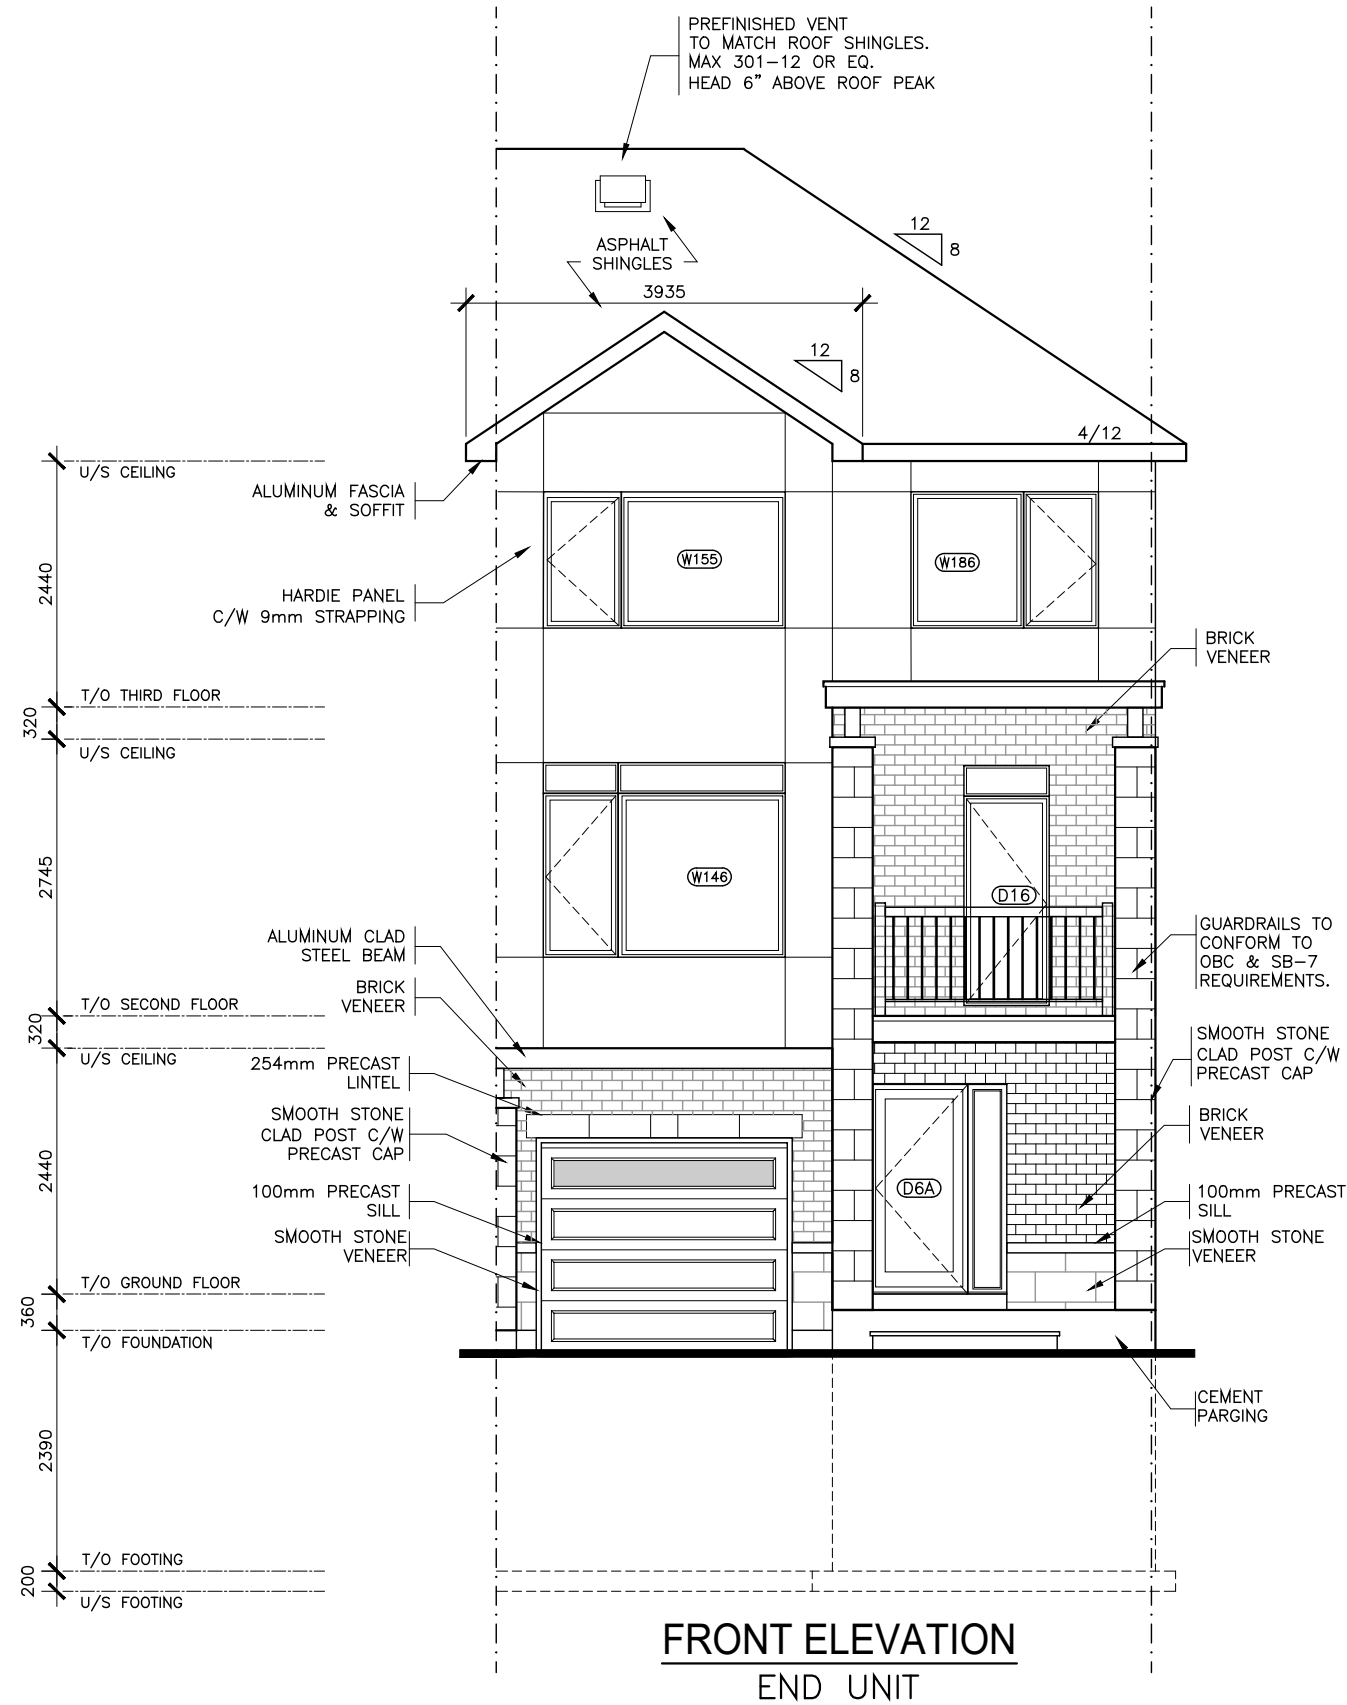 PREFINISHED VENT
TO MATCH ROOF SHINGLES.
MAX 301-12 OR EQ.
HEAD 6" ABOVE ROOF PEAK
12
8
ASPHALT
SHINGLES
3935
12
8
4/12
U/S CEILING
ALUMINUM FASCIA
& SOFFIT
W155
W186
2440
HARDIE PANEL
C/W 9mm STRAPPING
BRICK
VENEER
T/O THIRD FLOOR
320
U/S CEILING
2745
W146
D16
GUARDRAILS TO
CONFORM TO
OBC & SB-7
REQUIREMENTS.
ALUMINUM CLAD
STEEL BEAM
BRICK
VENEER
T/O SECOND FLOOR
320
U/S CEILING
SMOOTH STONE
CLAD POST C/W
PRECAST CAP
254mm PRECAST
LINTEL
SMOOTH STONE
CLAD POST C/W
PRECAST CAP
BRICK
VENEER
2440
D6A
100mm PRECAST
SILL
100mm PRECAST
SILL
SMOOTH STONE
VENEER
SMOOTH STONE
VENEER
T/O GROUND FLOOR
360
T/O FOUNDATION
CEMENT
PARGING
2390
T/O FOOTING
200
U/S FOOTING
FRONT ELEVATION
END UNIT